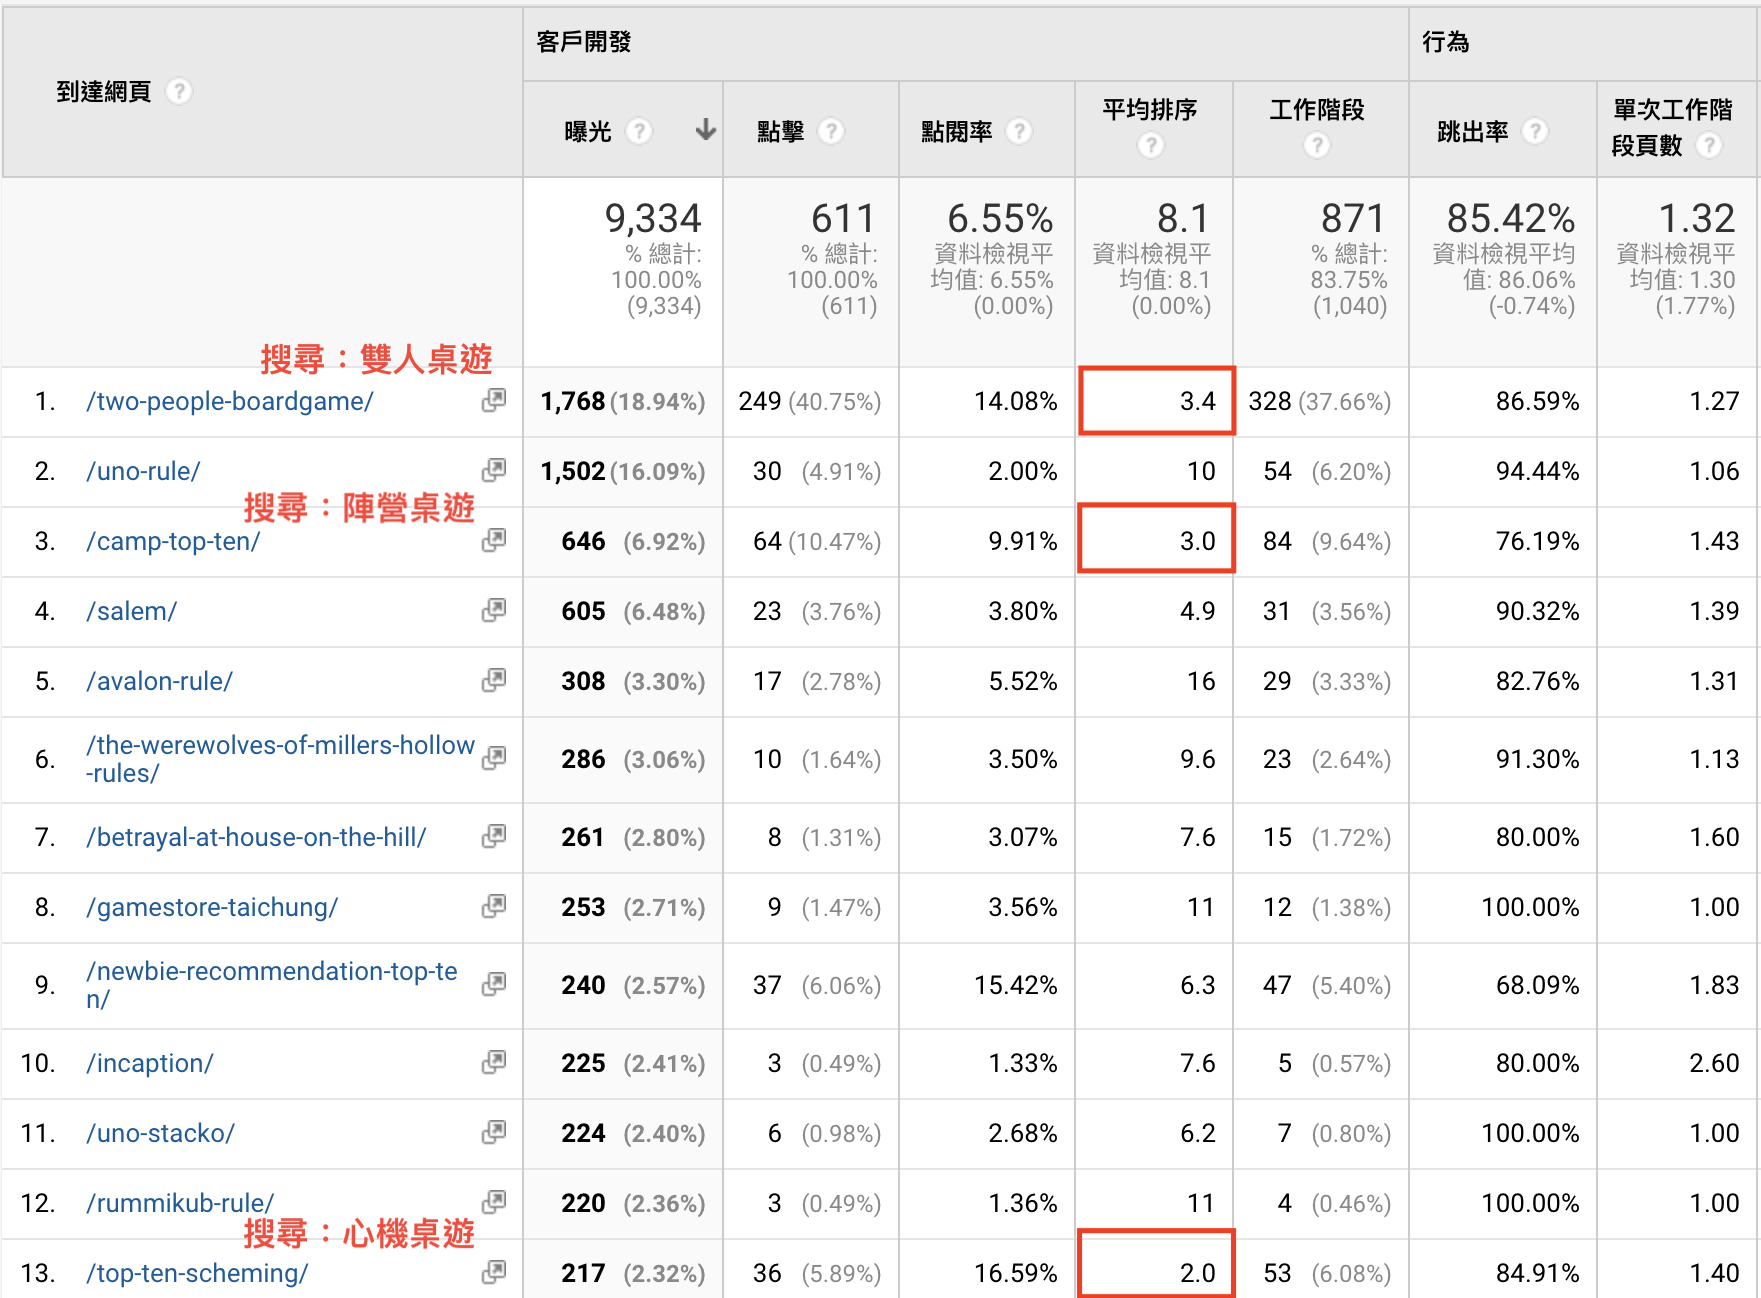 客戶開發
行為
到達網頁 ?
曝光 ?
點擊 ?
點閱率 ?
平均排序 ?
工作階段 ?
跳出率 ?
單次工作階
段頁數 ?
9,334
% 總計:
100.00%
(9,334)
611
% 總計:
100.00%
(611)
6.55%
資料檢視平
均值: 6.55%
(0.00%)
8.1
資料檢視平
均值: 8.1
(0.00%)
871
% 總計:
83.75%
(1,040)
85.42%
資料檢視平均
值: 86.06%
(-0.74%)
1.32
資料檢視平
均值: 1.30
(1.77%)
搜尋：雙人桌遊
1. /two-people-boardgame/ 1,768 (18.94%) 249 (40.75%) 14.08% 3.4 328 (37.66%) 86.59% 1.27
2. /uno-rule/ 1,502 (16.09%) 30 (4.91%) 2.00% 10 54 (6.20%) 94.44% 1.06
搜尋：陣營桌遊
3. /camp-top-ten/ 646 (6.92%) 64 (10.47%) 9.91% 3.0 84 (9.64%) 76.19% 1.43
4. /salem/ 605 (6.48%) 23 (3.76%) 3.80% 4.9 31 (3.56%) 90.32% 1.39
5. /avalon-rule/ 308 (3.30%) 17 (2.78%) 5.52% 16 29 (3.33%) 82.76% 1.31
6. /the-werewolves-of-millers-hollow
-rules/ 286 (3.06%) 10 (1.64%) 3.50% 9.6 23 (2.64%) 91.30% 1.13
7. /betrayal-at-house-on-the-hill/ 261 (2.80%) 8 (1.31%) 3.07% 7.6 15 (1.72%) 80.00% 1.60
8. /gamestore-taichung/ 253 (2.71%) 9 (1.47%) 3.56% 11 12 (1.38%) 100.00% 1.00
9. /newbie-recommendation-top-te
n/ 240 (2.57%) 37 (6.06%) 15.42% 6.3 47 (5.40%) 68.09% 1.83
10. /incaption/ 225 (2.41%) 3 (0.49%) 1.33% 7.6 5 (0.57%) 80.00% 2.60
11. /uno-stacko/ 224 (2.40%) 6 (0.98%) 2.68% 6.2 7 (0.80%) 100.00% 1.00
12. /rummikub-rule/ 220 (2.36%) 3 (0.49%) 1.36% 11 4 (0.46%) 100.00% 1.00
搜尋：心機桌遊
13. /top-ten-scheming/ 217 (2.32%) 36 (5.89%) 16.59% 2.0 53 (6.08%) 84.91% 1.40